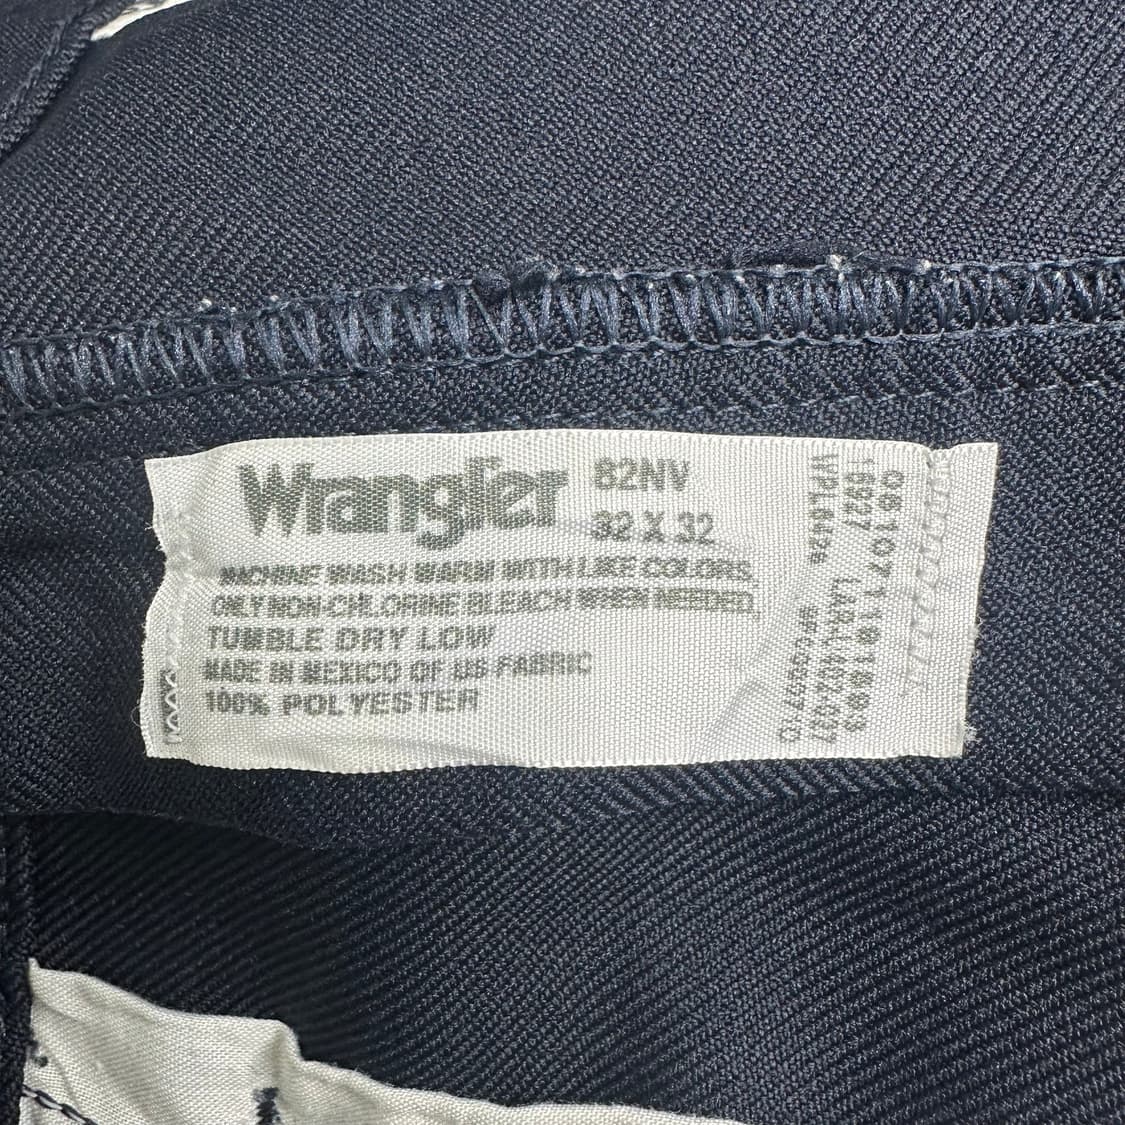 Wrangler
82NV
32 X 32
MACHINE WASH WARM WITH LIKE COLORS.
ONLY NON-CHLORINE BLEACH WHEN NEEDED.
TUMBLE DRY LOW
MADE IN MEXICO OF US FABRIC
100% POLYESTER
16927